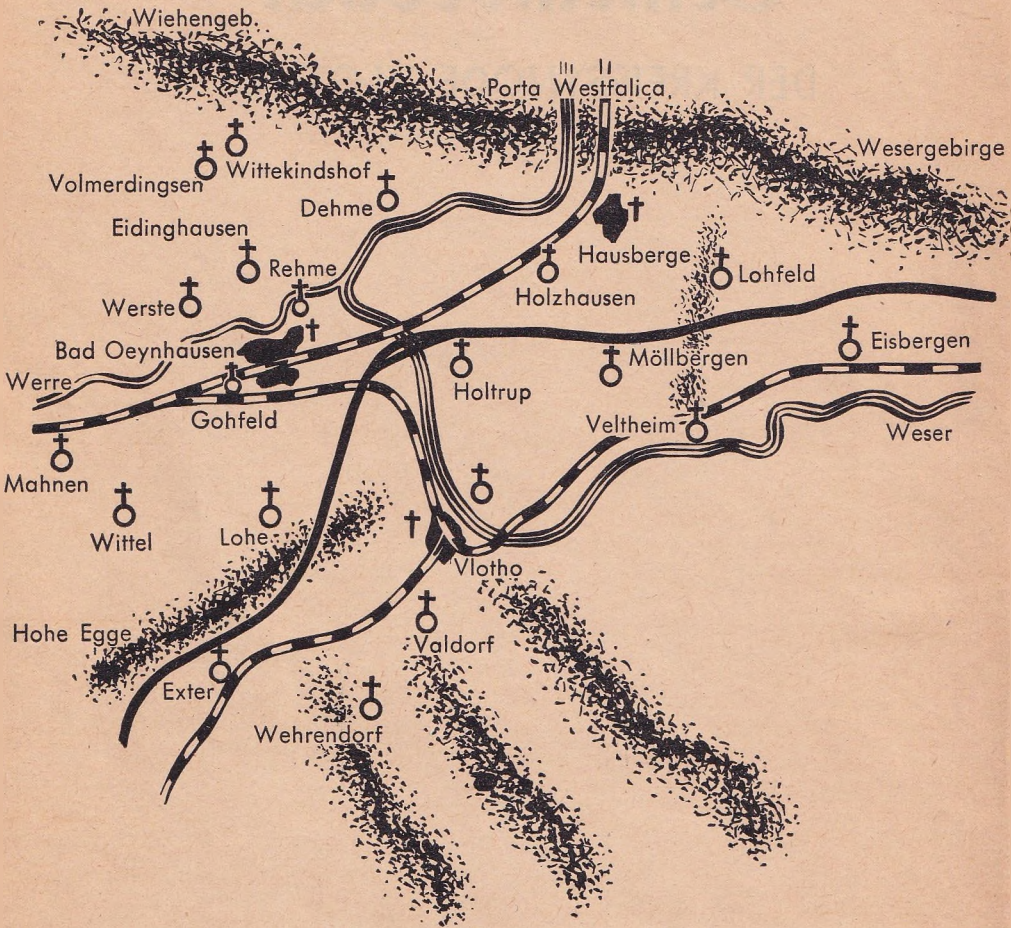 Wiehengeb.
Porta Westfalica
Wesergebirge
Wittekindshof
Volmerdingsen
Dehme
Eidinghausen
Hausberge
Rehme
Lohfeld
Holzhausen
Werste
Bad Oeynhausen
Eisbergen
Möllbergen
Werre
Holtrup
Gohfeld
Veltheim
Weser
Mahnen
Wittel
Lohe
Vlotho
Hohe Egge
Valdorf
Exter
Wehrendorf